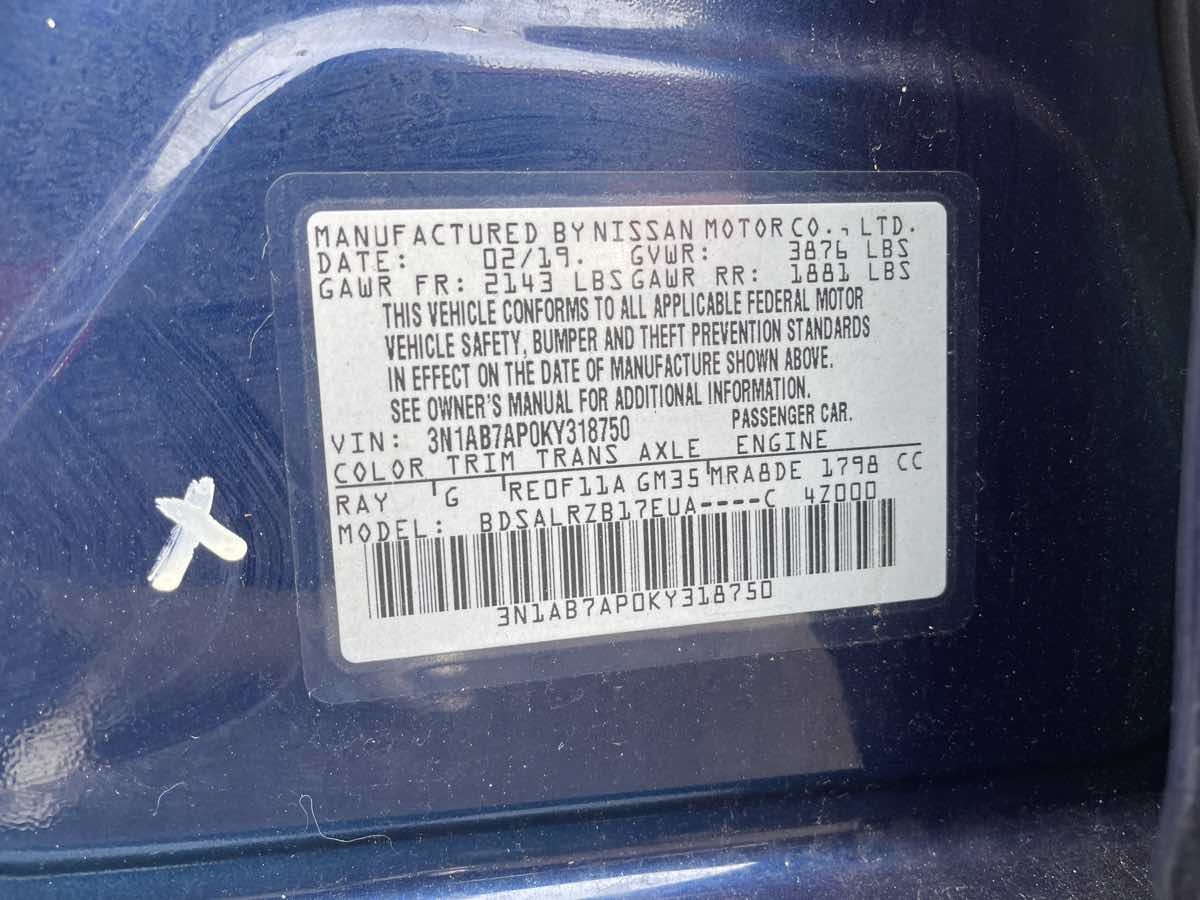 MANUFACTURED BY NISSAN MOTOR CO., LTD.
DATE: 02/19. GVWR: 3876 LBS
GAWR FR: 2143 LBS GAWR RR: 1881 LBS
THIS VEHICLE CONFORMS TO ALL APPLICABLE FEDERAL MOTOR
VEHICLE SAFETY, BUMPER AND THEFT PREVENTION STANDARDS
IN EFFECT ON THE DATE OF MANUFACTURE SHOWN ABOVE.
SEE OWNER'S MANUAL FOR ADDITIONAL INFORMATION.
VIN: 3N1AB7AP0KY318750 PASSENGER CAR.
COLOR TRIM TRANS AXLE ENGINE
RAY G RE0F11A GM35 MRA8DE 1798 CC
MODEL: BDSALRZB17EUA----C 4Z000
3N1AB7AP0KY318750